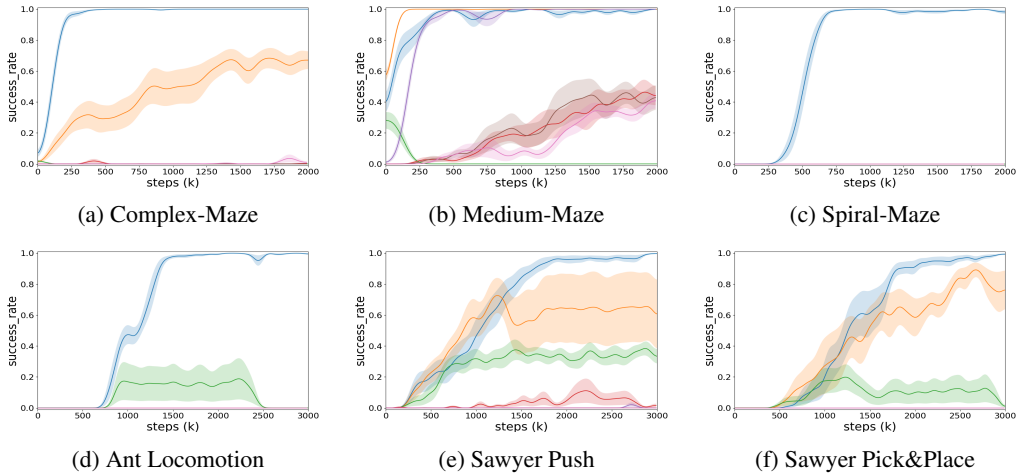 1.0
0.8
0.6
0.4
0.2
0.0
success_rate
0 250 500 750 1000 1250 1500 1750 2000
steps (k)
(a) Complex-Maze
1.0
0.8
0.6
0.4
0.2
0.0
success_rate
0 250 500 750 1000 1250 1500 1750 2000
steps (k)
(b) Medium-Maze
1.0
0.8
0.6
0.4
0.2
0.0
success_rate
0 250 500 750 1000 1250 1500 1750 2000
steps (k)
(c) Spiral-Maze
1.0
0.8
0.6
0.4
0.2
0.0
success_rate
0 500 1000 1500 2000 2500 3000
steps (k)
(d) Ant Locomotion
1.0
0.8
0.6
0.4
0.2
0.0
success_rate
500 1000 1500 2000 2500 3000
steps (k)
(e) Sawyer Push
1.0
0.8
0.6
0.4
0.2
0.0
success_rate
500 1000 1500 2000 2500 3000
steps (k)
(f) Sawyer Pick&Place